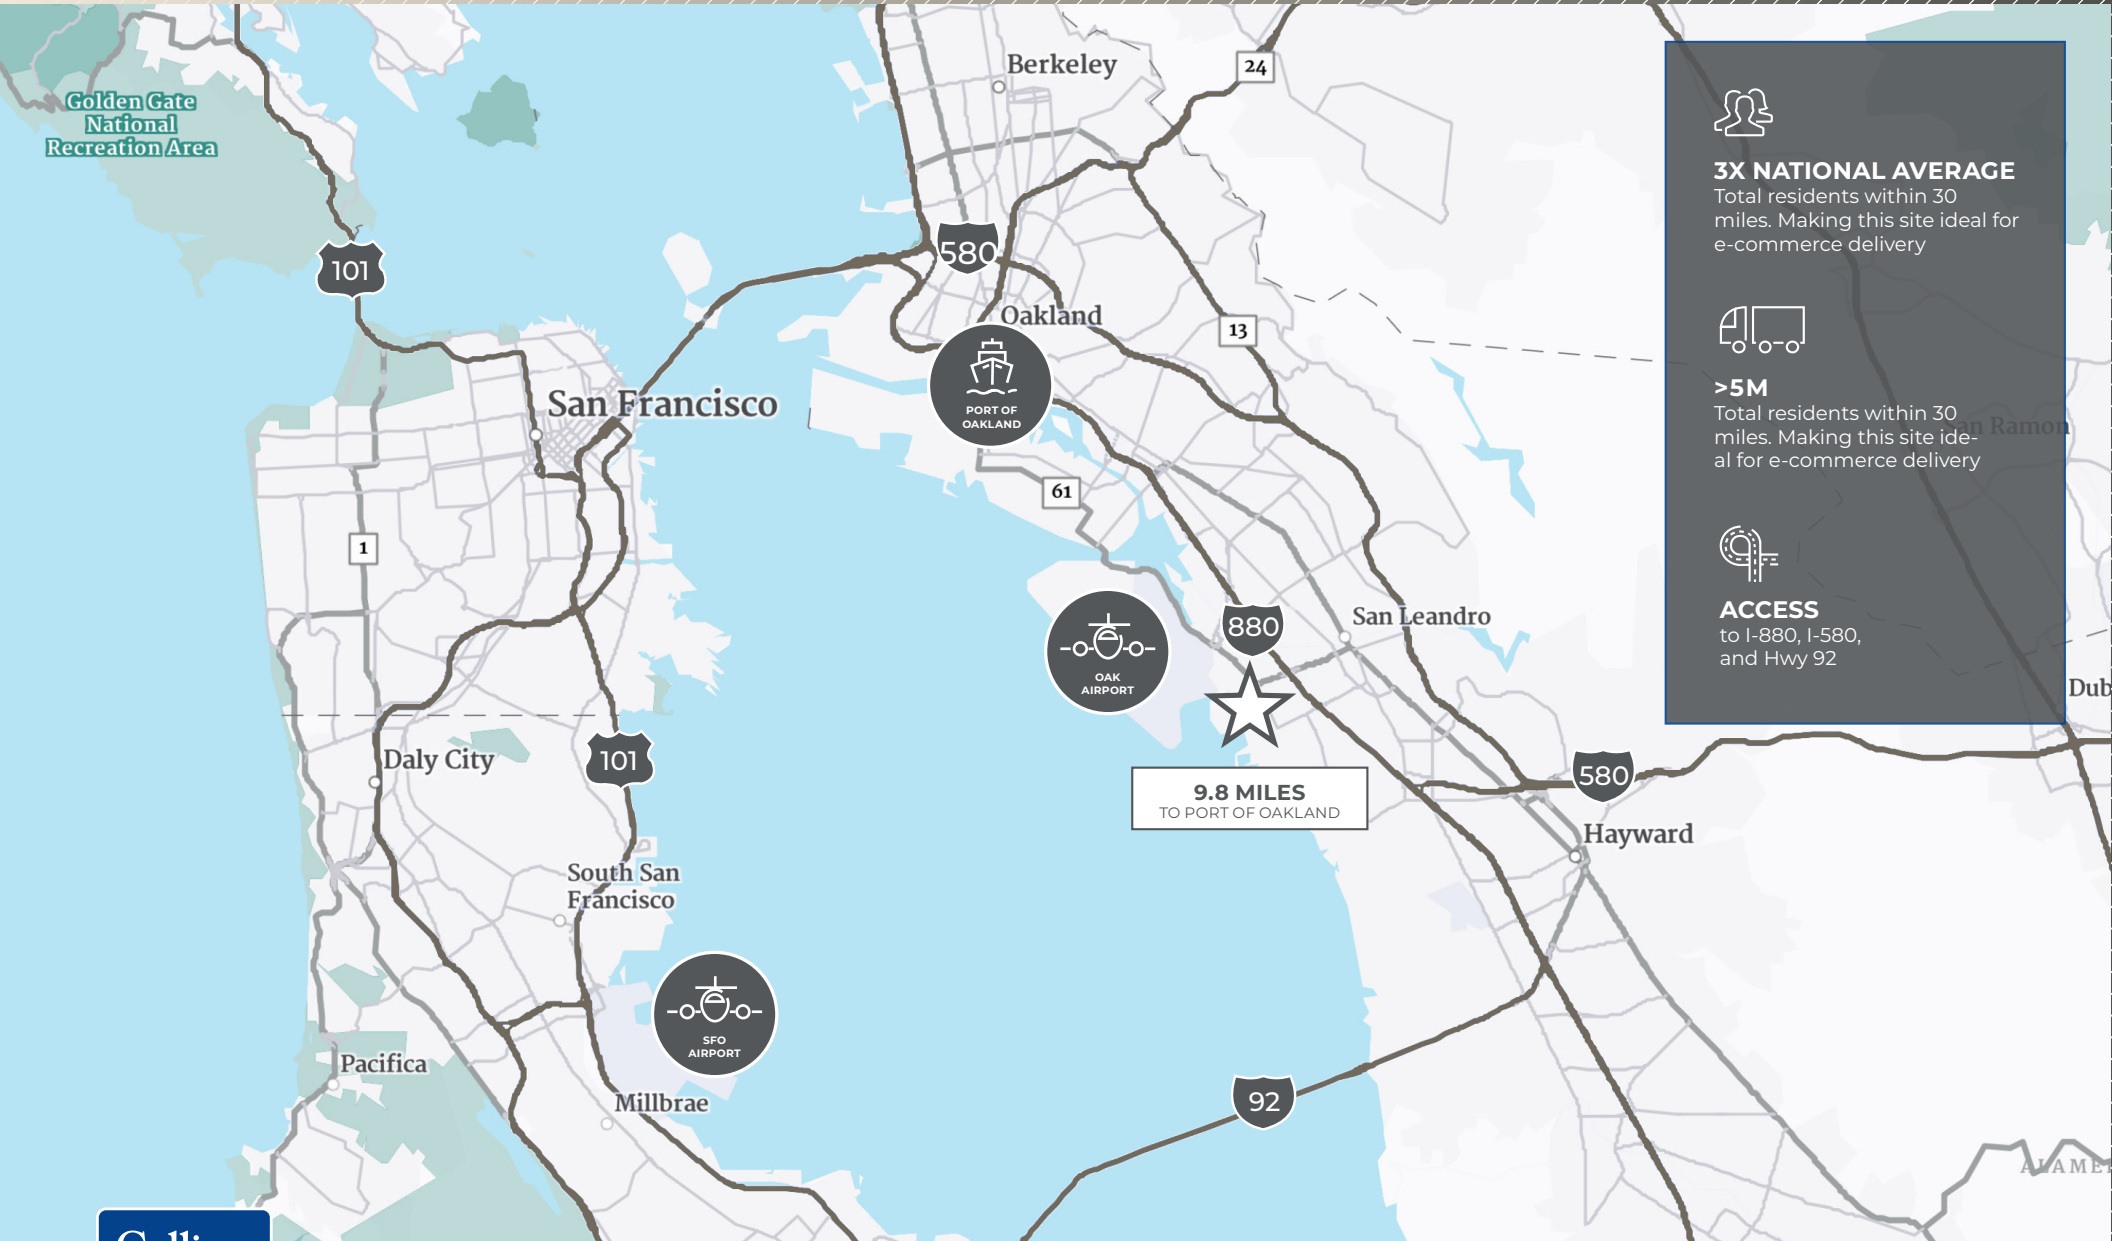 Berkeley
24
Golden Gate
National
Recreation Area
3X NATIONAL AVERAGE
Total residents within 30
miles. Making this site ideal for
e-commerce delivery
580
101
Oakland
13
>5M
Total residents within 30
miles. Making this site ide-
al for e-commerce delivery
San Ramon
San Francisco
PORT OF
OAKLAND
61
1
ACCESS
to I-880, I-580,
and Hwy 92
880
San Leandro
OAK
AIRPORT
Dub
Daly City
101
580
9.8 MILES
TO PORT OF OAKLAND
Hayward
South San
Francisco
SFO
AIRPORT
Pacifica
Millbrae
92
ALAME